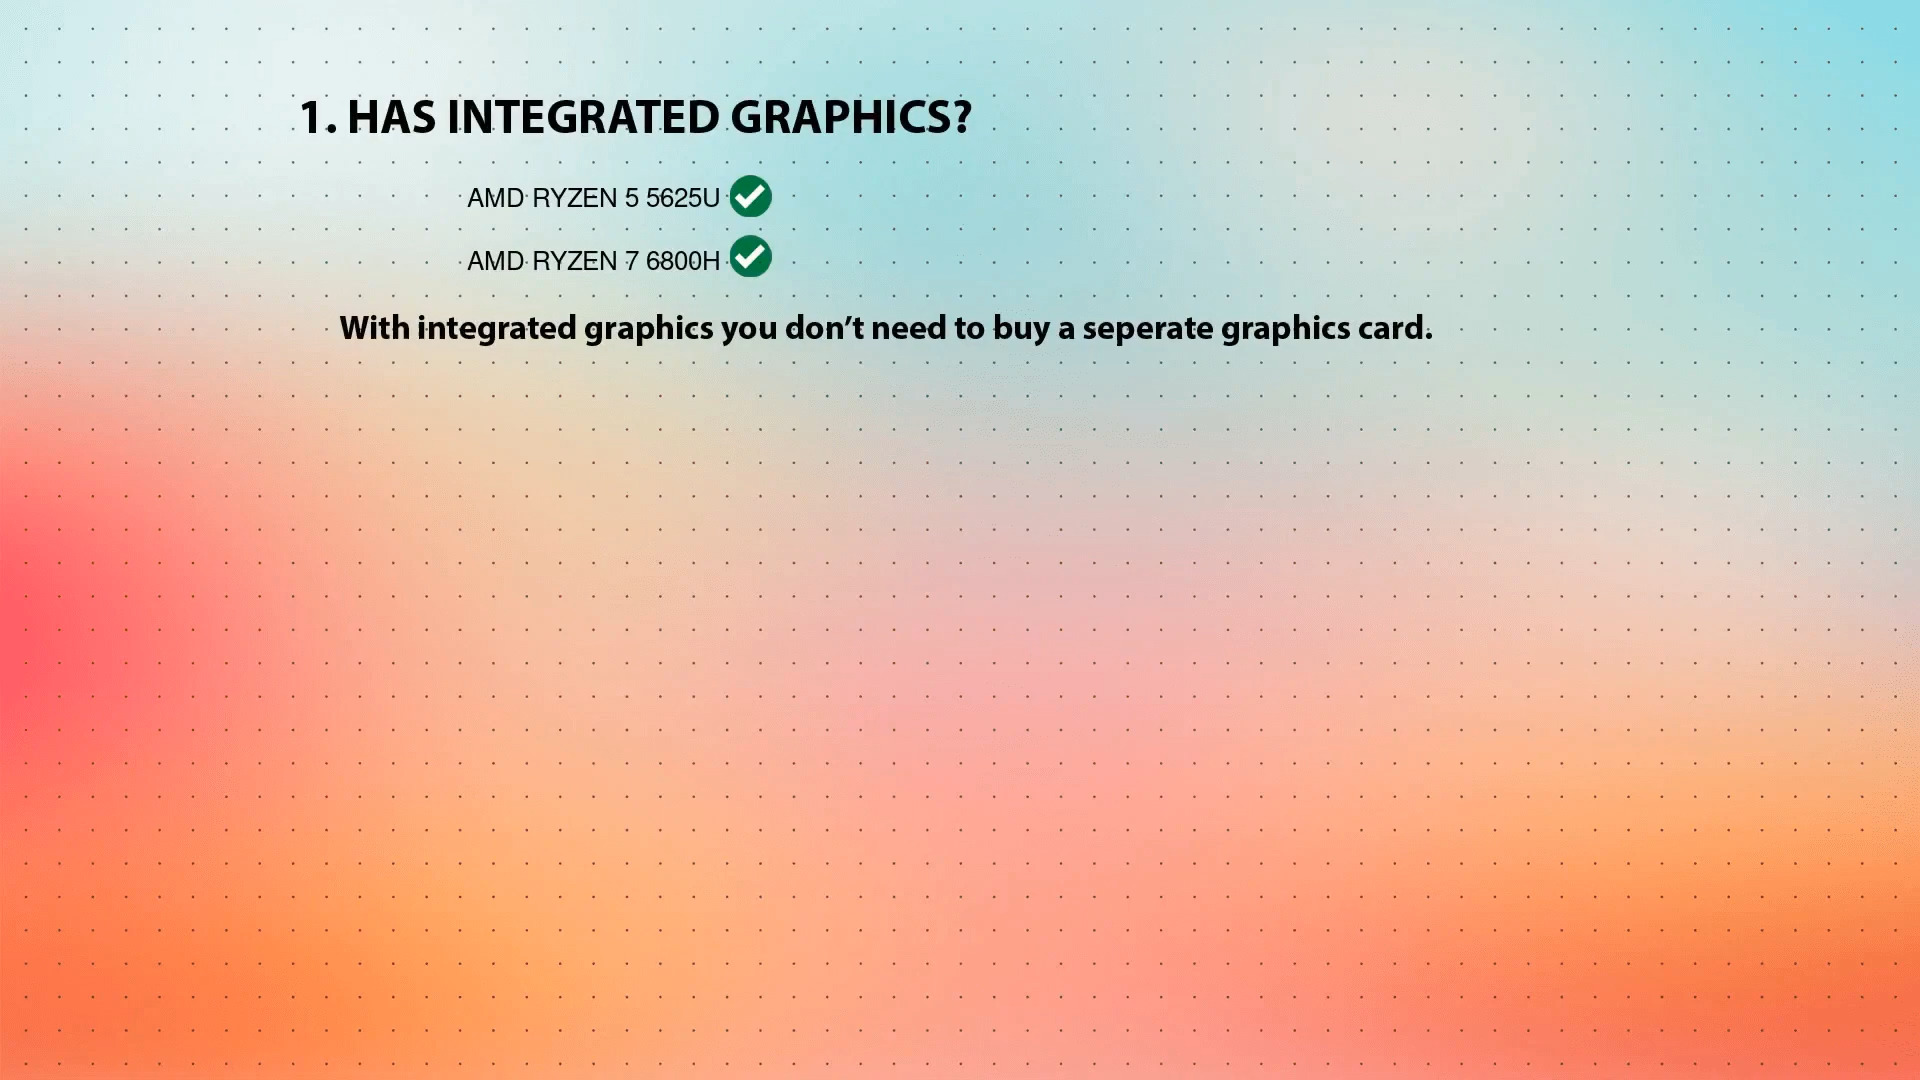 1. HAS INTEGRATED GRAPHICS?
AMD RYZEN 5 5625U
AMD RYZEN 7 6800H
With integrated graphics you don’t need to buy a seperate graphics card.